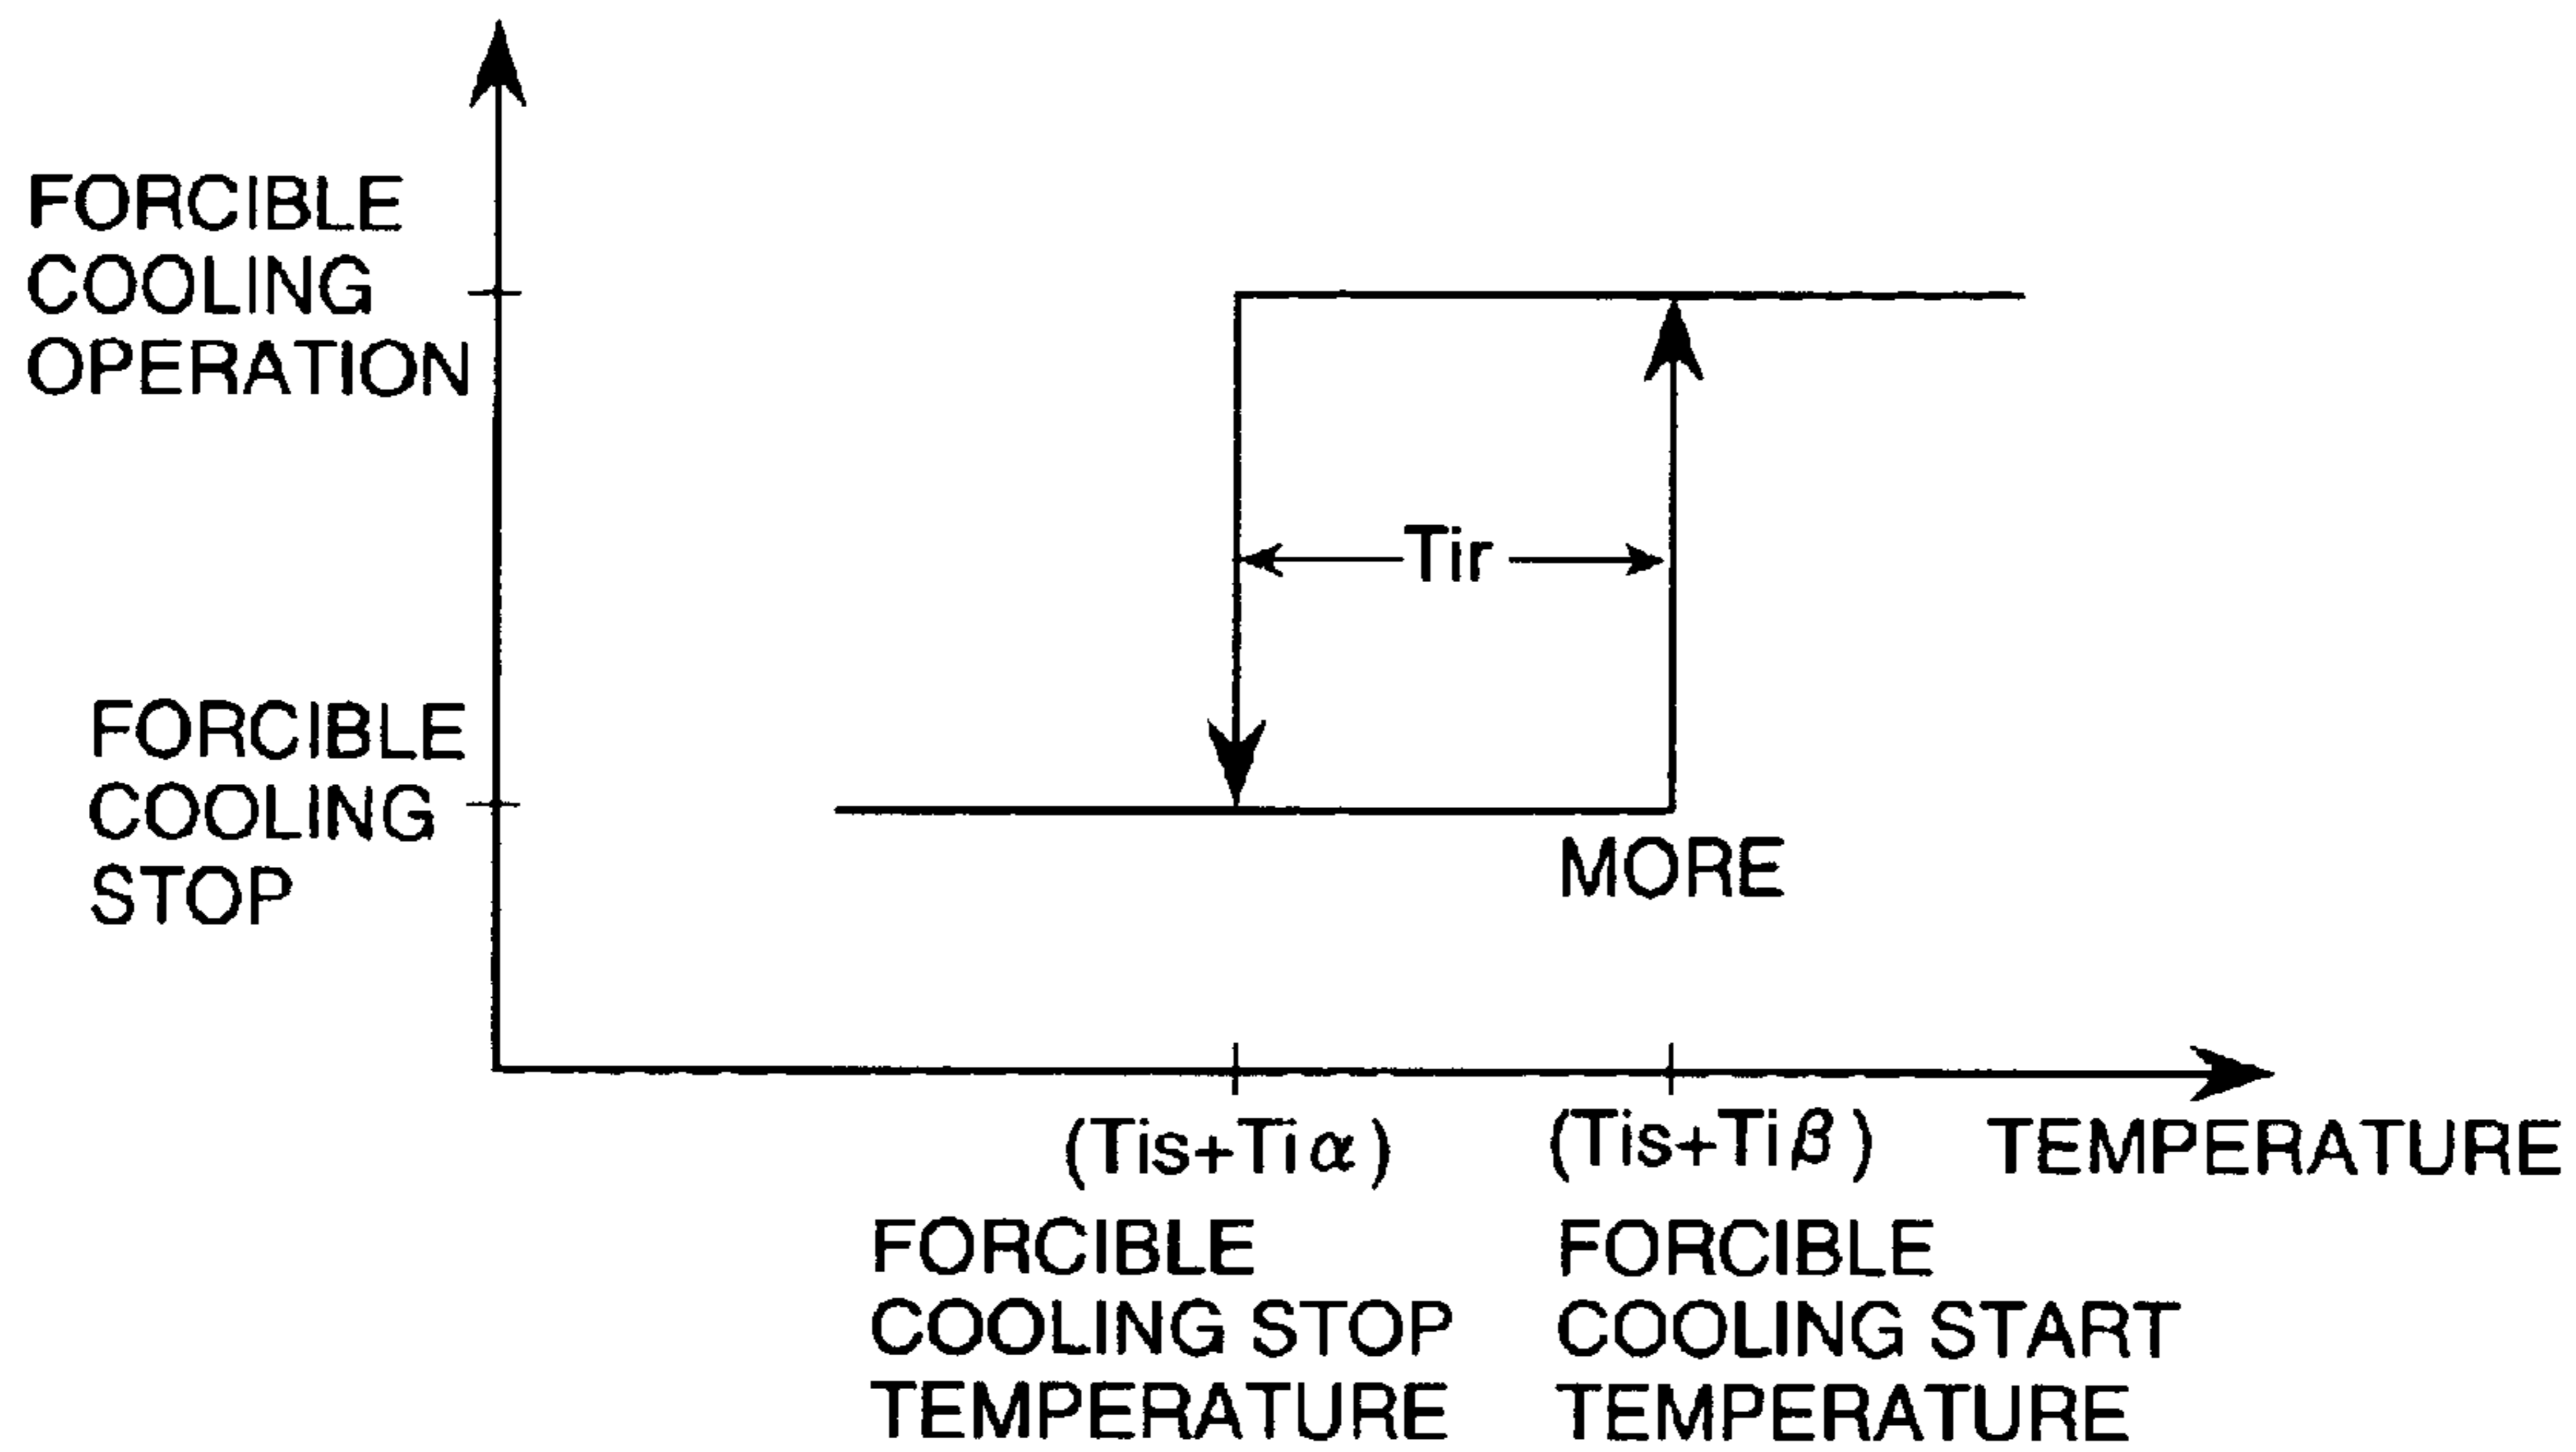 FORCIBLE
COOLING
OPERATION
Tir
FORCIBLE
COOLING
STOP
MORE
(Tis+Tiα)
(Tis+Tiβ)
TEMPERATURE
FORCIBLE
COOLING STOP
TEMPERATURE
FORCIBLE
COOLING START
TEMPERATURE